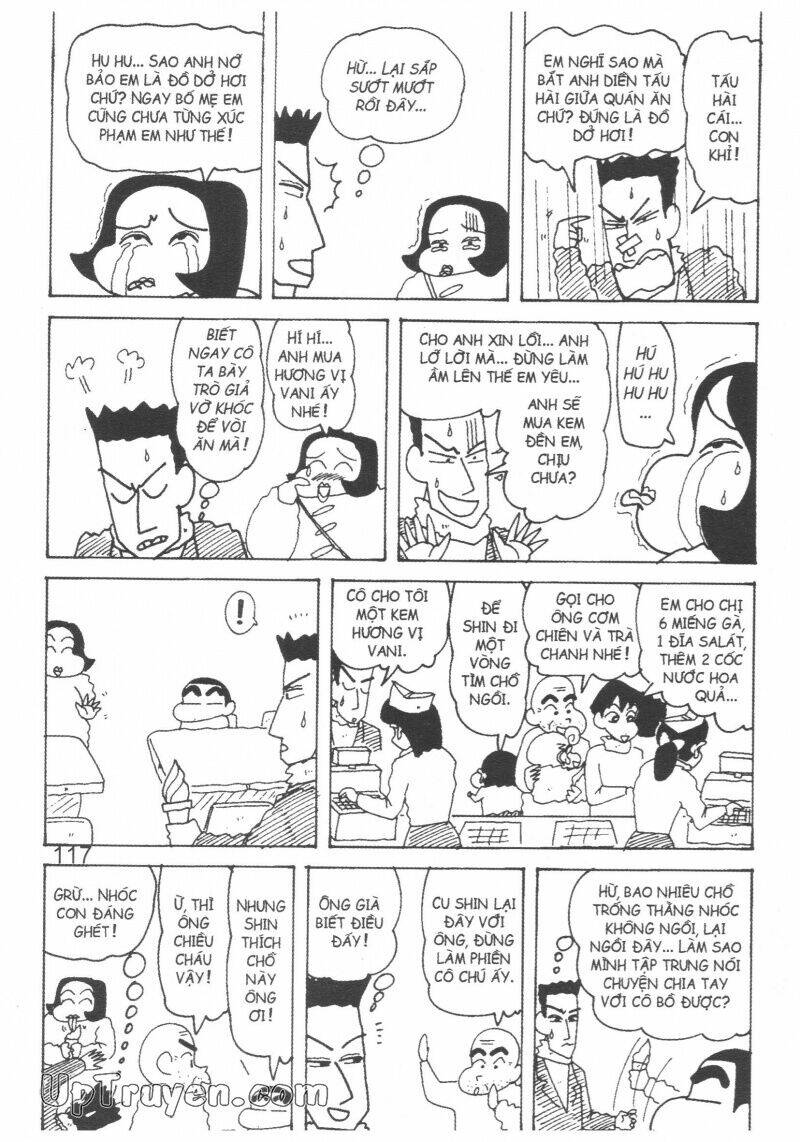 TẤU
HÀI
CÁI...
CON
KHỈ!
EM NGHĨ SAO MÀ
BẮT ANH DIỄN TẤU
HÀI GIỮA QUÁN ĂN
CHỨ? ĐÚNG LÀ ĐỒ
DỞ HƠI!
HỪ... LẠI SẮP
SƯỚT MƯỚT
RỒI ĐÂY...
HU HU... SAO ANH NỠ
BẢO EM LÀ ĐỒ DỞ HƠI
CHỨ? NGAY BỐ MẸ EM
CŨNG CHƯA TỪNG XÚC
PHẠM EM NHƯ THẾ!
HÚ
HÚ HU
HU HU
...
CHO ANH XIN LỖI... ANH
LỠ LỜI MÀ... ĐỪNG LÀM
ẦM LÊN THẾ EM YÊU...
ANH SẼ
MUA KEM
ĐỀN EM,
CHỊU
CHƯA?
HÍ HÍ...
ANH MUA
HƯƠNG VỊ
VANI ẤY
NHÉ!
BIẾT
NGAY CÔ
TA BÀY
TRÒ GIẢ
VỜ KHÓC
ĐỂ VÒI
ĂN MÀ!
EM CHO CHỊ
6 MIẾNG GÀ,
1 ĐĨA SALÁT,
THÊM 2 CỐC
NƯỚC HOA
QUẢ...
GỌI CHO
ÔNG CƠM
CHIÊN VÀ TRÀ
CHANH NHÉ!
ĐỂ
SHIN ĐI
MỘT
VÒNG
TÌM CHỖ
NGỒI.
CÔ CHO TÔI
MỘT KEM
HƯƠNG VỊ
VANI.
!
117
HỪ, BAO NHIÊU CHỖ
TRỐNG THẰNG NHÓC
KHÔNG NGỒI, LẠI
NGỒI ĐÂY... LÀM SAO
MÌNH TẬP TRUNG NÓI
CHUYỆN CHIA TAY
VỚI CÔ BỒ ĐƯỢC?
CU SHIN LẠI
ĐÂY VỚI
ÔNG, ĐỪNG
LÀM PHIỀN
CÔ CHÚ ẤY.
ÔNG GIÀ
BIẾT ĐIỀU
ĐẤY!
NHƯNG
SHIN
THÍCH
CHỖ
NÀY
ÔNG
ƠI!
Ừ, THÌ
ÔNG
CHIỀU
CHÁU
VẬY!
GRỪ... NHÓC
CON ĐÁNG
GHÉT!
UpTruyen.com